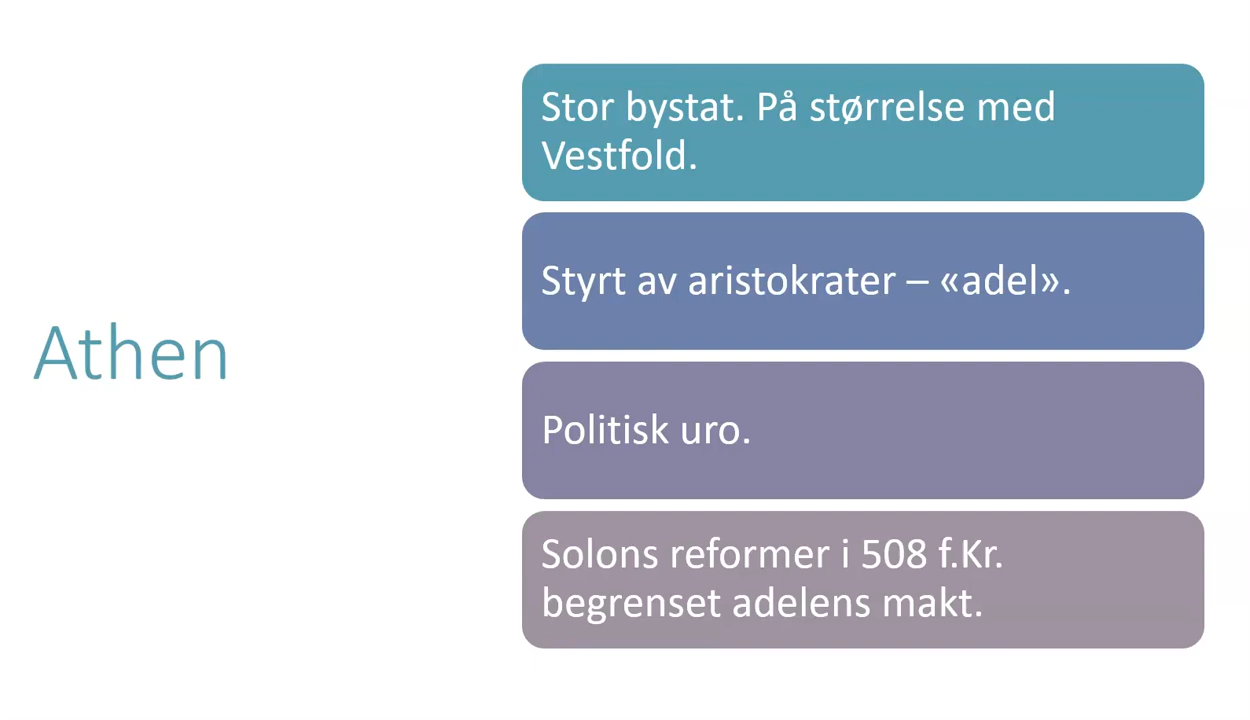 Athen
Stor bystat. På størrelse med
Vestfold.
Styrt av aristokrater – «adel».
Politisk uro.
Solons reformer i 508 f.Kr.
begrenset adelens makt.